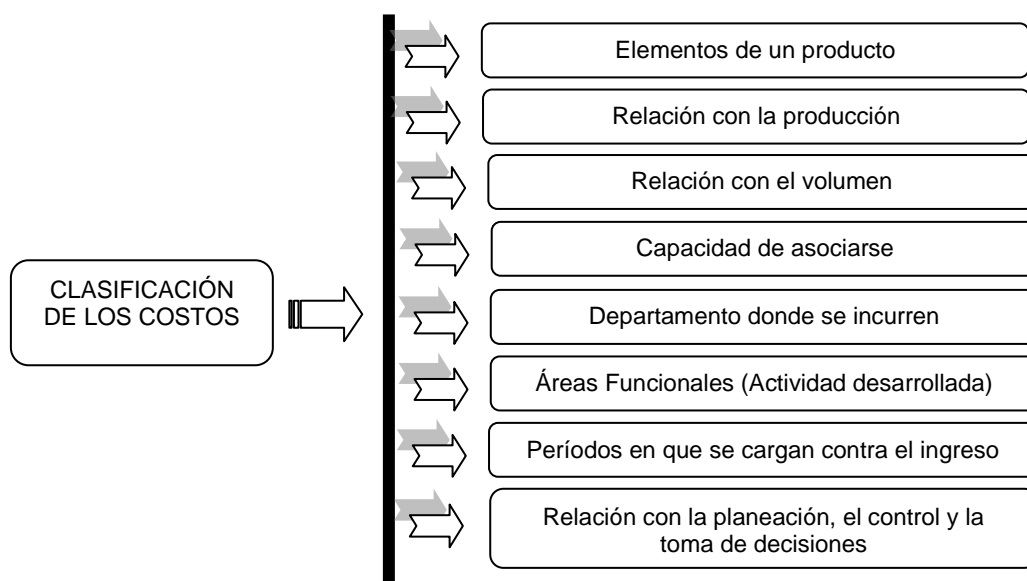 CLASIFICACIÓN
DE LOS COSTOS
Elementos de un producto
Relación con la producción
Relación con el volumen
Capacidad de asociarse
Departamento donde se incurren
Áreas Funcionales (Actividad desarrollada)
Períodos en que se cargan contra el ingreso
Relación con la planeación, el control y la
toma de decisiones